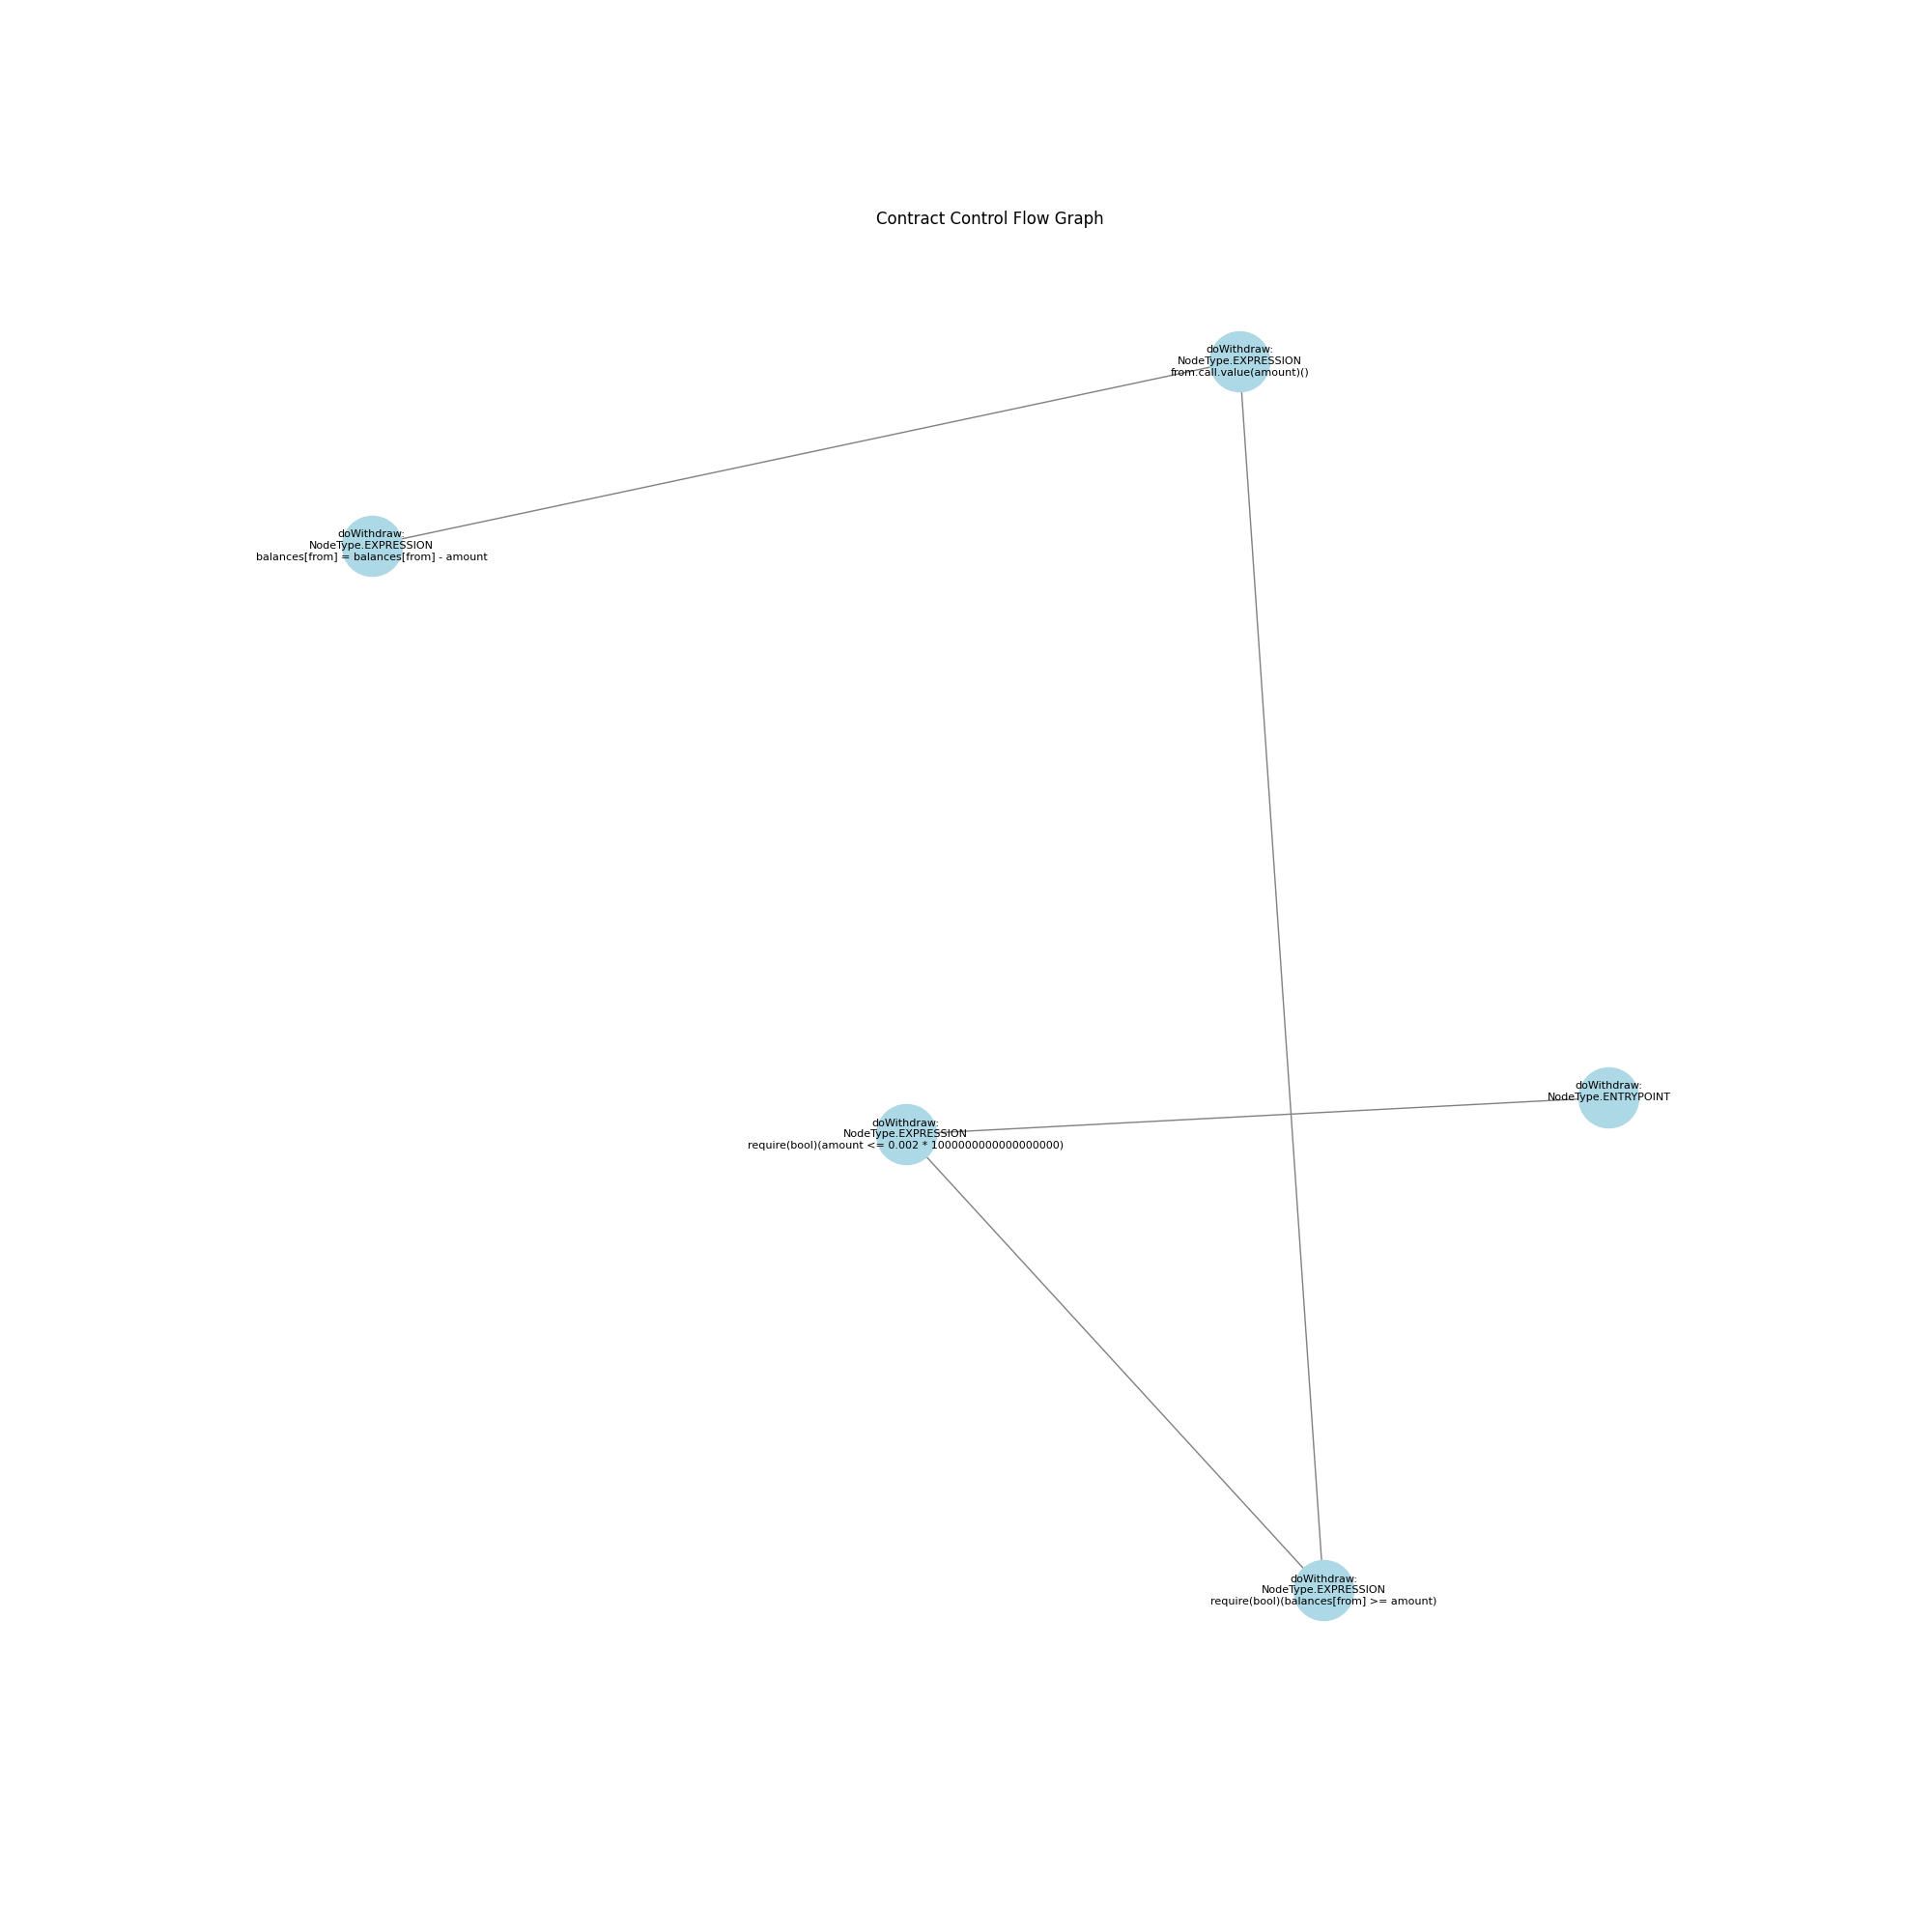 Contract Control Flow Graph
doWithdraw:
NodeType.EXPRESSION
from.call.value(amount)()
doWithdraw:
NodeType.EXPRESSION
balances[from] = balances[from] - amount
doWithdraw:
NodeType.ENTRYPOINT
doWithdraw:
NodeType.EXPRESSION
require(bool)(amount <= 0.002 * 1000000000000000000)
doWithdraw:
NodeType.EXPRESSION
require(bool)(balances[from] >= amount)